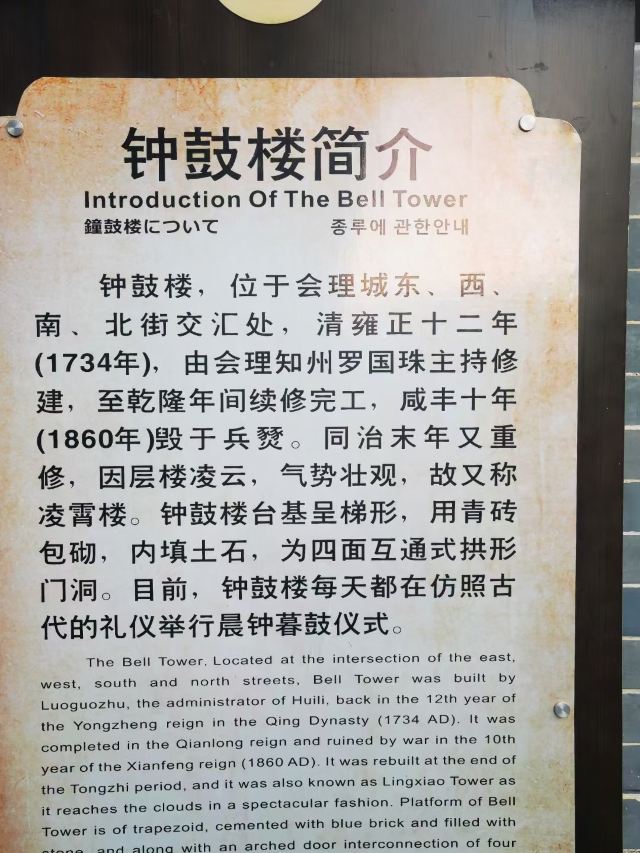 钟鼓楼简介
Introduction Of The Bell Tower
鐘鼓楼について 종루에 관한안내
钟鼓楼，位于会理城东、西、
南、北街交汇处，清雍正十二年
(1734年)，由会理知州罗国珠主持修
建，至乾隆年间续修完工，咸丰十年
(1860年)毁于兵燹。同治末年又重
修，因层楼凌云，气势壮观，故又称
凌霄楼。钟鼓楼台基呈梯形，用青砖
包砌，内填土石，为四面互通式拱形
门洞。目前，钟鼓楼每天都在仿照古
代的礼仪举行晨钟暮鼓仪式。
The Bell Tower, Located at the intersection of the east,
west, south and north streets, Bell Tower was built by
Luoguozhu, the administrator of Huili, back in the 12th year of
the Yongzheng reign in the Qing Dynasty (1734 AD). It was
completed in the Qianlong reign and ruined by war in the 10th
year of the Xianfeng reign (1860 AD). It was rebuilt at the end of
the Tongzhi period, and it was also known as Lingxiao Tower as
it reaches the clouds in a spectacular fashion. Platform of Bell
Tower is of trapezoid, cemented with blue brick and filled with
stone, and along with an arched door interconnection of four